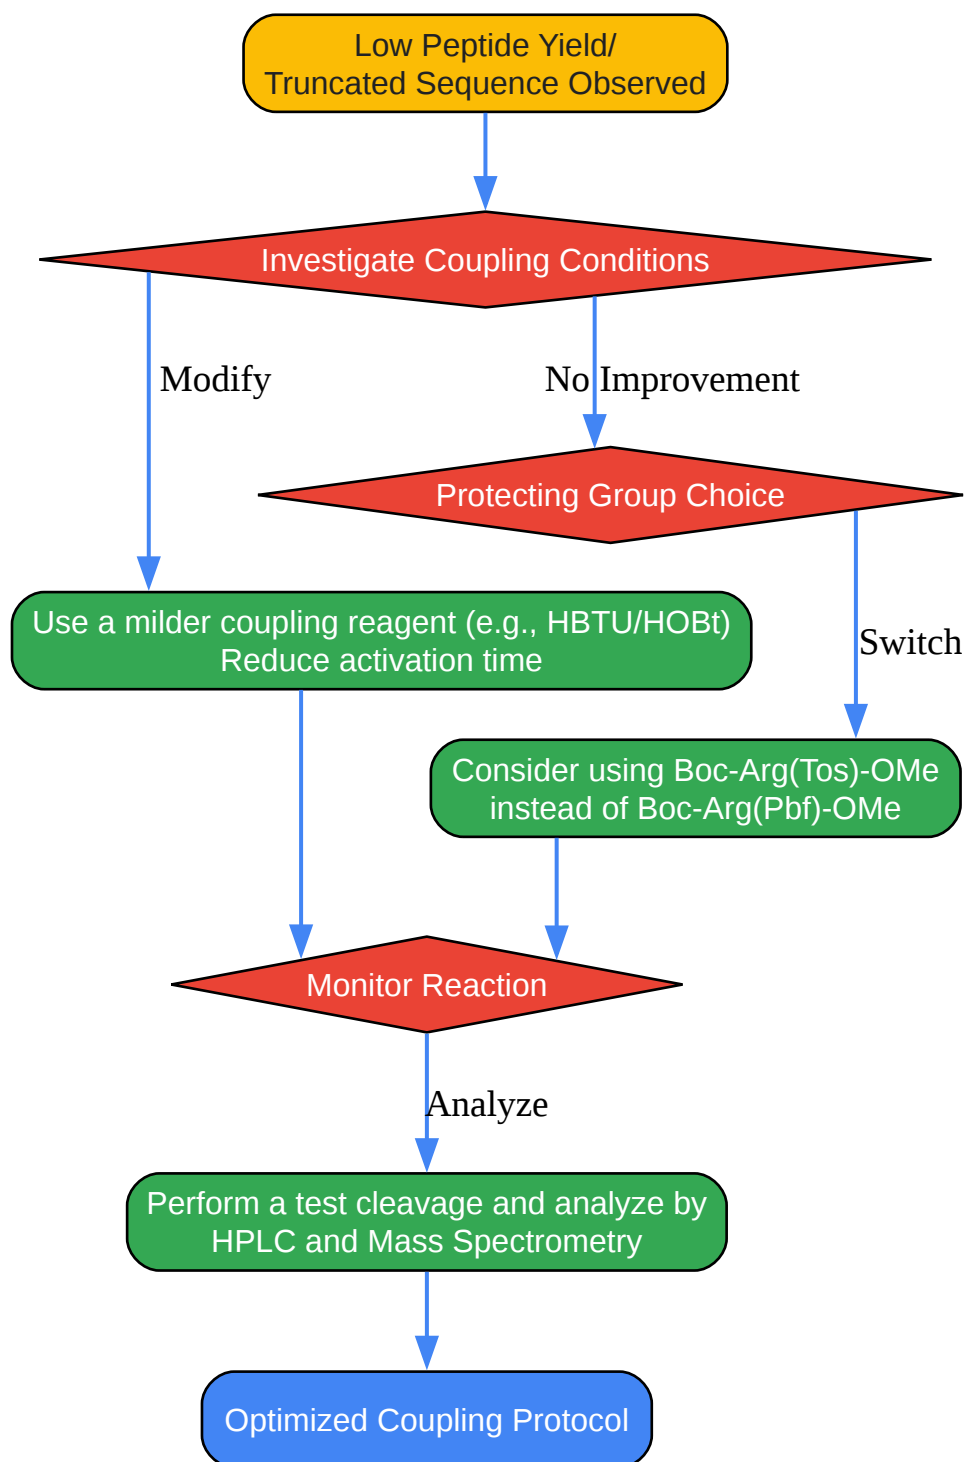 Low Peptide Yield/
Truncated Sequence Observed
Investigate Coupling Conditions
Modify
No Improvement
Protecting Group Choice
Use a milder coupling reagent (e.g., HBTU/HOBt)
Reduce activation time
Switch
Consider using Boc-Arg(Tos)-OMe
instead of Boc-Arg(Pbf)-OMe
Monitor Reaction
Analyze
Perform a test cleavage and analyze by
HPLC and Mass Spectrometry
Optimized Coupling Protocol